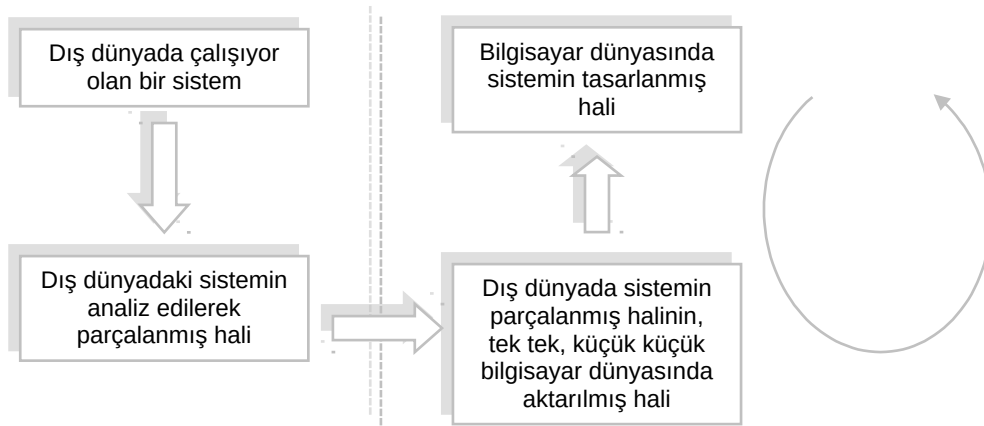 Dış dünyada çalışıyor
olan bir sistem
Dış dünyadaki sistemin
analiz edilerek
parçalanmış hali
Dış dünyada sistemin
parçalanmış halinin,
tek tek, küçük küçük
bilgisayar dünyasında
aktarılmış hali
Bilgisayar dünyasında
sistemin tasarlanmış
hali